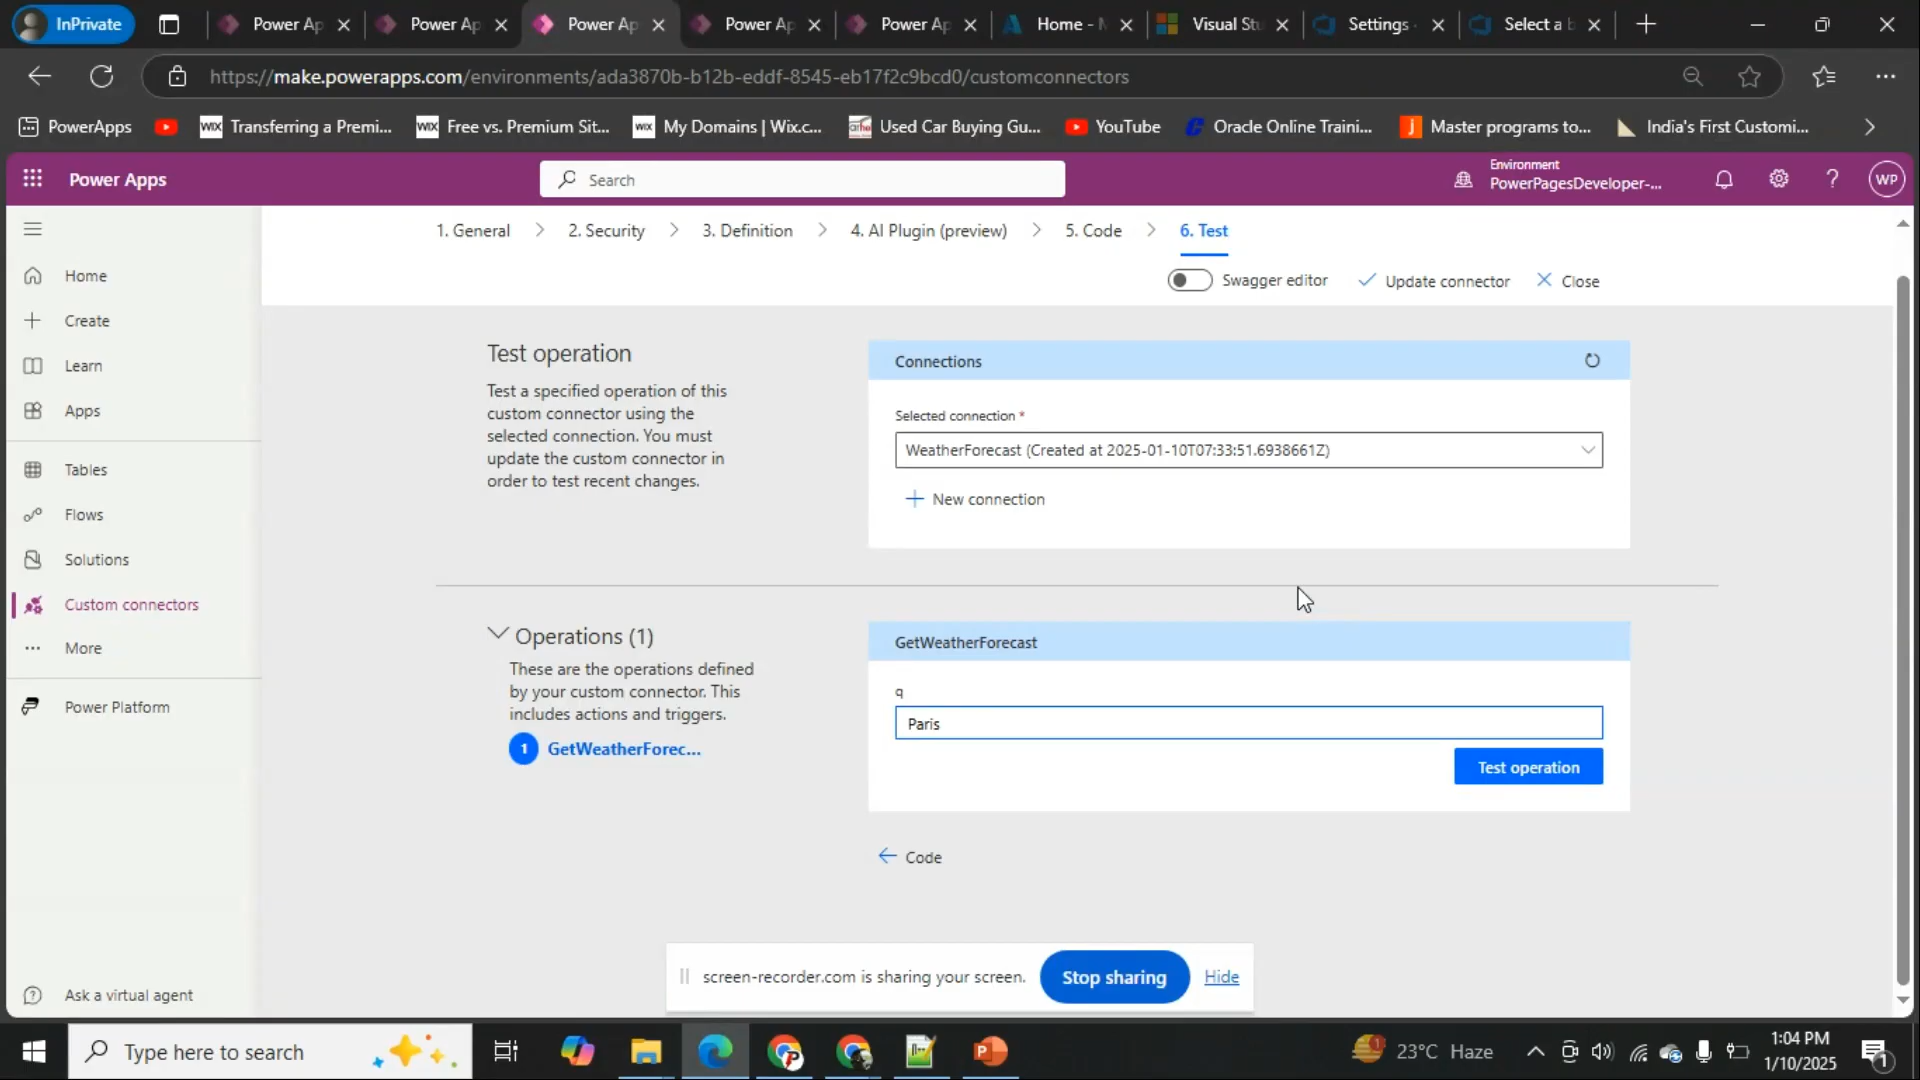 InPrivate
Power Ap
Power Ap
Power Ap
Power Ap
Power Ap
Home - M
Visual Stu
Settings -
Select a b
https://make.powerapps.com/environments/ada3870b-b12b-eddf-8545-eb17f2c9bcd0/customconnectors
PowerApps
Transferring a Premi...
Free vs. Premium Sit...
My Domains | Wix.c...
Used Car Buying Gu...
YouTube
Oracle Online Traini...
Master programs to...
India's First Customi...
Power Apps
Search
Environment
PowerPagesDeveloper-...
WP
1. General
2. Security
3. Definition
4. AI Plugin (preview)
5. Code
6. Test
Swagger editor
Update connector
Close
Home
Create
Learn
Apps
Tables
Flows
Solutions
Custom connectors
More
Power Platform
Ask a virtual agent
Test operation
Test a specified operation of this
custom connector using the
selected connection. You must
update the custom connector in
order to test recent changes.
Connections
Selected connection *
WeatherForecast (Created at 2025-01-10T07:33:51.6938661Z)
New connection
Operations (1)
These are the operations defined
by your custom connector. This
includes actions and triggers.
1 GetWeatherForec...
GetWeatherForecast
q
Paris
Test operation
Code
screen-recorder.com is sharing your screen.
Stop sharing
Hide
Type here to search
23°C Haze
1:04 PM
1/10/2025